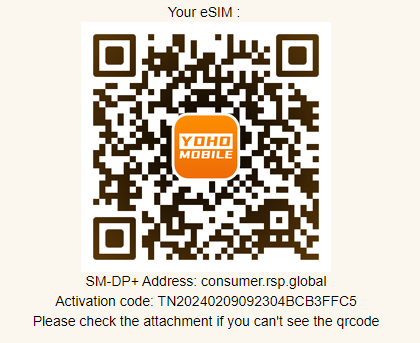 Your eSIM :
YOHO
MOBILE
SM-DP+ Address: consumer.rsp.global
Activation code: TN20240209092304BCB3FFC5
Please check the attachment if you can't see the qrcode